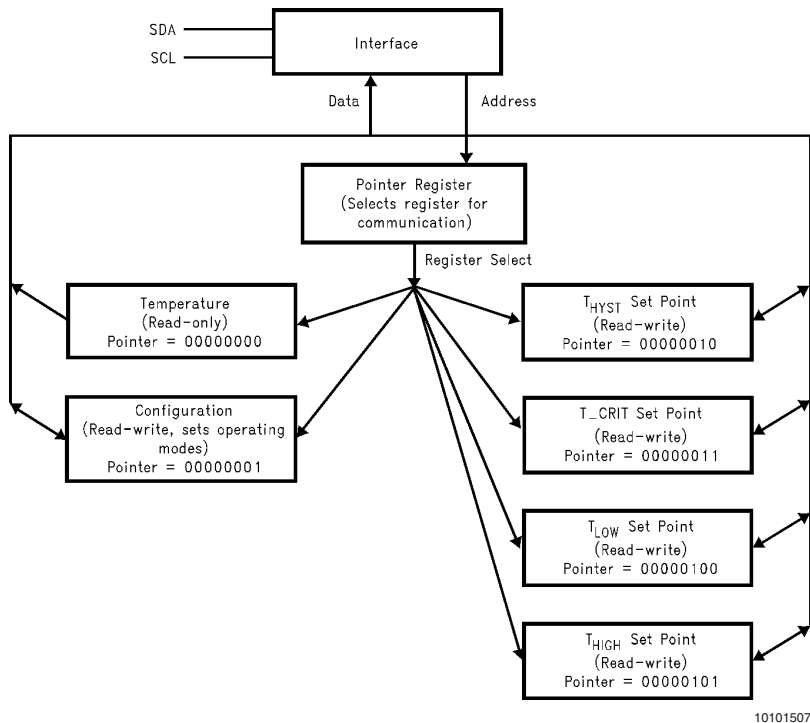 SDA
SCL
Interface
Data
Address
Pointer Register
(Selects register for
communication)
Register Select
Temperature
(Read-only)
Pointer = 00000000
Configuration
(Read-write, sets operating
modes)
Pointer = 00000001
THYST Set Point
(Read-write)
Pointer = 00000010
T_CRIT Set Point
(Read-write)
Pointer = 00000011
TLOW Set Point
(Read-write)
Pointer = 00000100
THIGH Set Point
(Read-write)
Pointer = 00000101
10101507